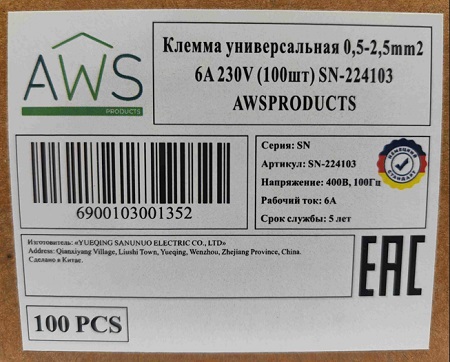 AWS
PRODUCTS
Клемма универсальная 0,5-2,5mm2
6A 230V (100шт) SN-224103
AWSPRODUCTS
6900103001352
Серия: SN
Артикул: SN-224103
Напряжение: 400В, 100Гц
Рабочий ток: 6А
Срок службы: 5 лет
НЕМЕЦКИЙ
СТАНДАРТ
Изготовитель: «YUEQING SANUNUO ELECTRIC CO., LTD»
Address: Qianxiyang Village, Liushi Town, Yueqing, Wenzhou, Zhejiang Province, China.
Сделано в Китае.
EAC
100 PCS